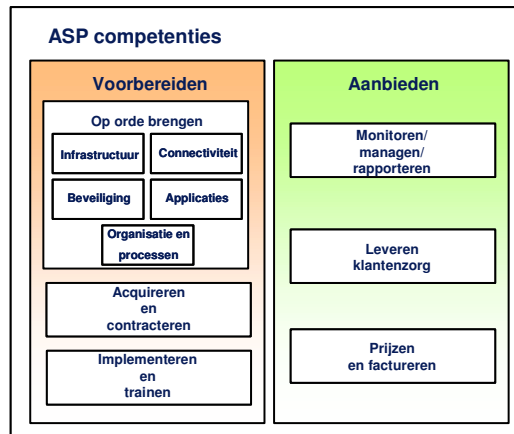 ASP competenties
Voorbereiden
Op orde brengen
Infrastructuur
Connectiviteit
Beveiliging
Applicaties
Organisatie en
processen
Acquireren
en
contracteren
Implementeren
en
trainen
Aanbieden
Monitoren/
managen/
rapporteren
Leveren
klantenzorg
Prijzen
en factureren